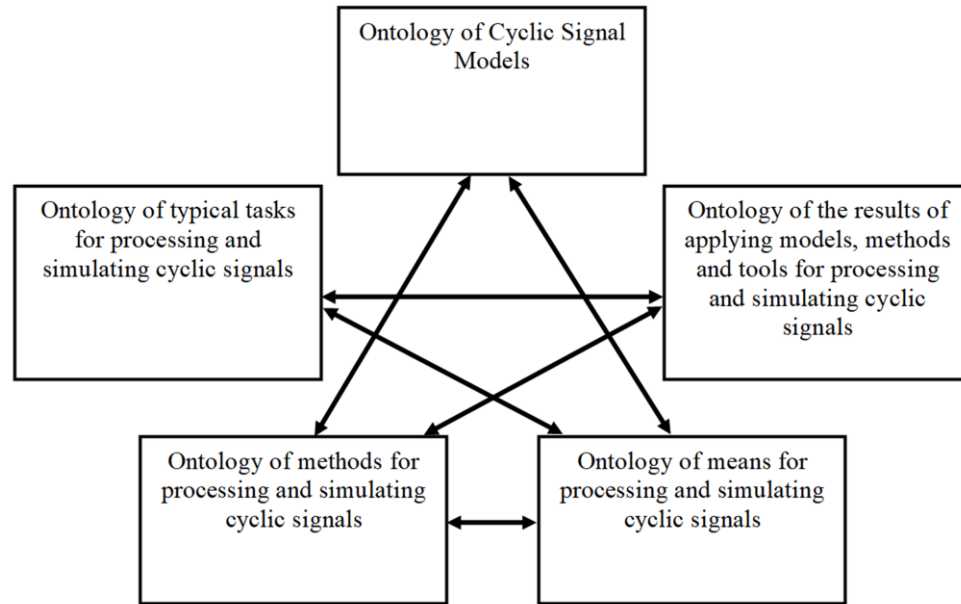 Ontology of Cyclic Signal
Models
Ontology of typical tasks
for processing and
simulating cyclic signals
Ontology of the results of
applying models, methods
and tools for processing
and simulating cyclic
signals
Ontology of methods for
processing and simulating
cyclic signals
Ontology of means for
processing and simulating
cyclic signals